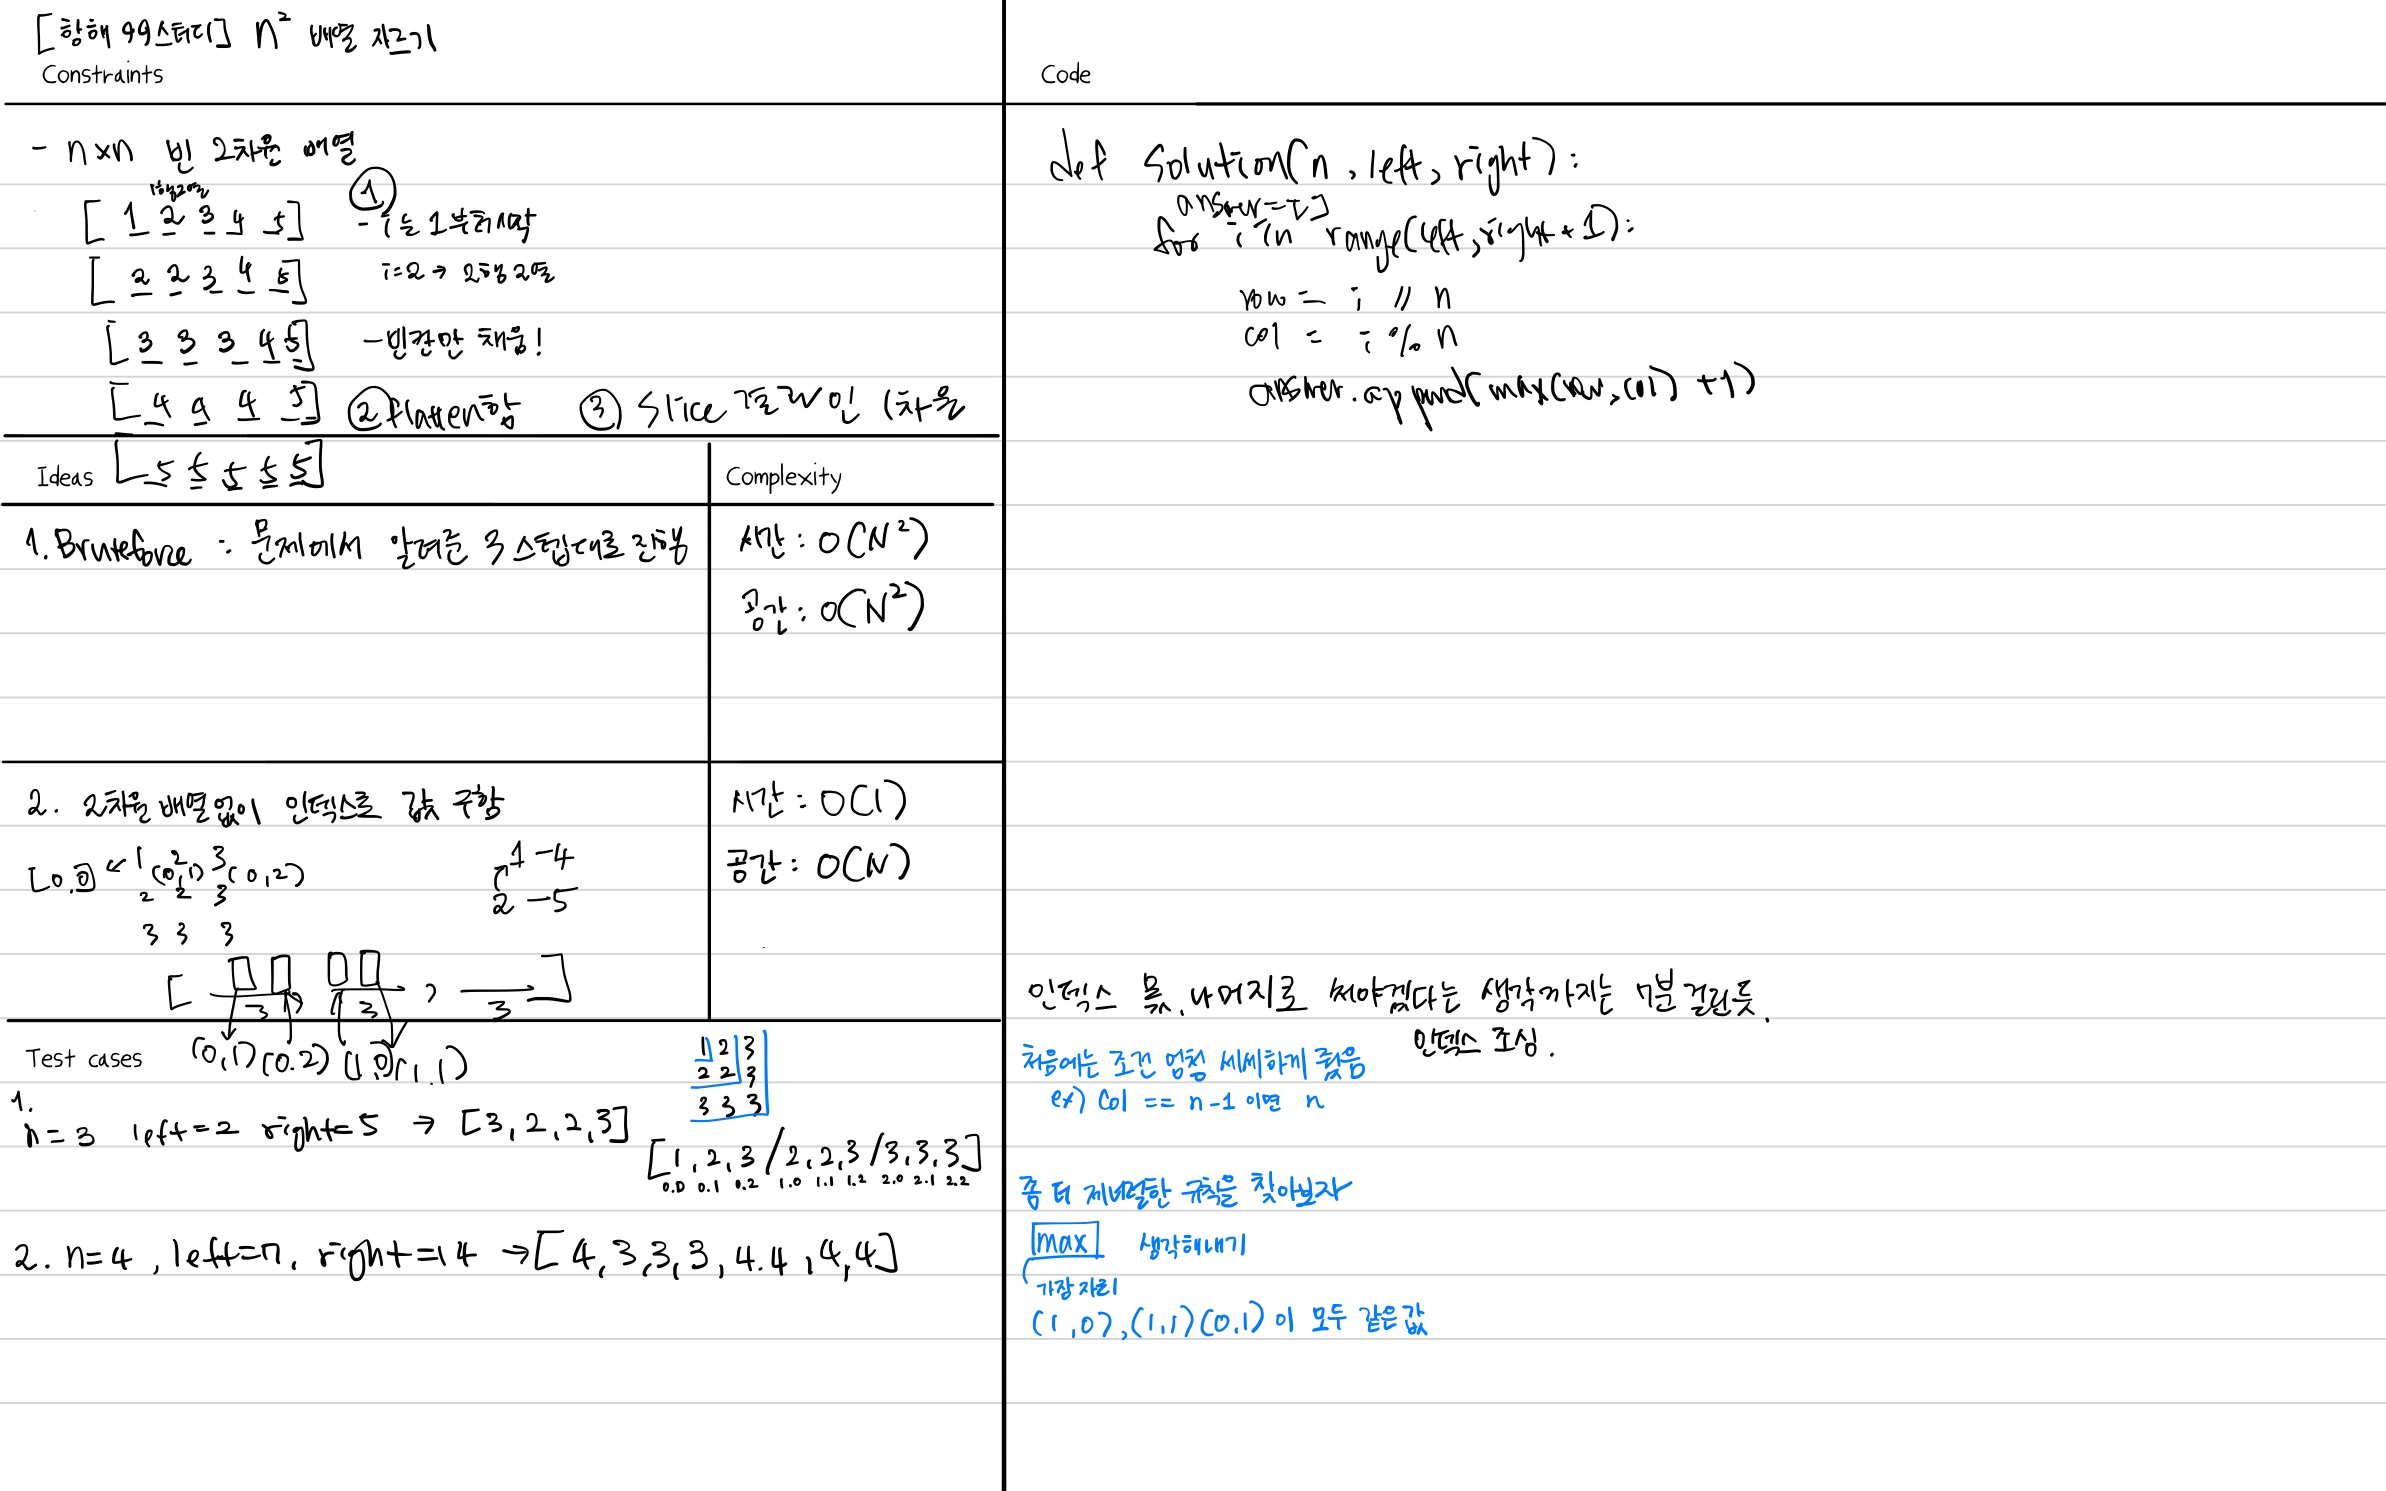 [항해 99스터디] n² 배열 자르기
Constraints
- n×n 빈 2차원 배열
1행2열
[ 1 2 3 4 5]
[ 2 2 3 4 5]
[ 3 3 3 4 5]
[ 4 4 4 5]
[ 5 5 5 5 5]
①
- i는 1부터시작
i=2 → 2행 2열
- 빈칸만 채움!
② flatten함
③ slice 결과인 1차원
Ideas
Complexity
1. Bruteforce : 문제에서 알려준 3 스텝대로 진행
시간 : O(N²)
공간 : O(N²)
2. 2차원 배열 없이 인덱스로 값 구함
시간 : O(1)
공간 : O(N)
[0.0] ← 1 2 3
(0,1) (0,2)
2 2 3
3 3 3
1 - 4
2 - 5
[ 3 3 , 3 ]
Test cases
(0,1) (0.2) (1,0) (1.1)
1 2 3
2 2 3
3 3 3
1.
n=3 left=2 right=5 → [3,2,2,3]
[1,2,3/2,2,3/3,3,3]
0.0 0.1 0.2 1.0 1.1 1.2 2.0 2.1 2.2
2. n=4 , left=7, right=14 → [4,3,3,3,4.4,4,4]
Code
def solution(n, left, right):
answer=[]
for i in range(left, right+1):
row = i // n
col = i % n
answer.append(max(row, col) +1)
인덱스 몫, 나머지로 써야겠다는 생각까지는 7분 걸린듯.
인덱스 조심.
처음에는 조건 엄청 세세하게 줬음
ex) col == n-1 이면 n
좀 더 제너럴한 규칙을 찾아보자
max 생각해내기
가장 자리
(1,0),(1,1)(0,1) 이 모두 같은 값